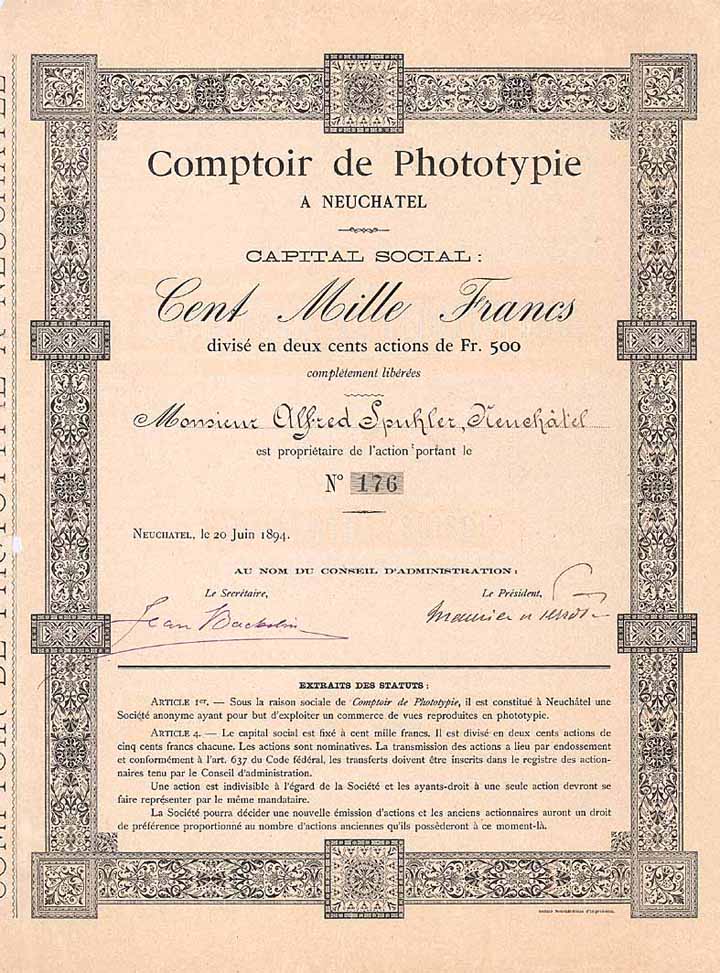 Comptoir de Phototypie
A NEUCHATEL
CAPITAL SOCIAL :
Cent Mille Francs
divisé en deux cents actions de Fr. 500
complètement libérées
Monsieur Alfred Spühler, Neuchâtel
est propriétaire de l'action portant le
N° 176
NEUCHATEL, le 20 Juin 1894.
AU NOM DU CONSEIL D'ADMINISTRATION :
Le Secrétaire, Le Président,
Jean
EXTRAITS DES STATUTS :
ARTICLE 1er. — Sous la raison sociale de Comptoir de Phototypie, il est constitué à Neuchâtel une
Société anonyme ayant pour but d'exploiter un commerce de vues reproduites en phototypie.
ARTICLE 4. — Le capital social est fixé à cent mille francs. Il est divisé en deux cents actions de
cinq cents francs chacune. Les actions sont nominatives. La transmission des actions a lieu par endossement
et conformément à l'art. 637 du Code fédéral, les transferts doivent être inscrits dans le registre des action-
naires tenu par le Conseil d'administration.
Une action est indivisible à l'égard de la Société et les ayants-droit à une seule action devront se
faire représenter par le même mandataire.
La Société pourra décider une nouvelle émission d'actions et les anciens actionnaires auront un droit
de préférence proportionné au nombre d'actions anciennes qu'ils possèderont à ce moment-là.